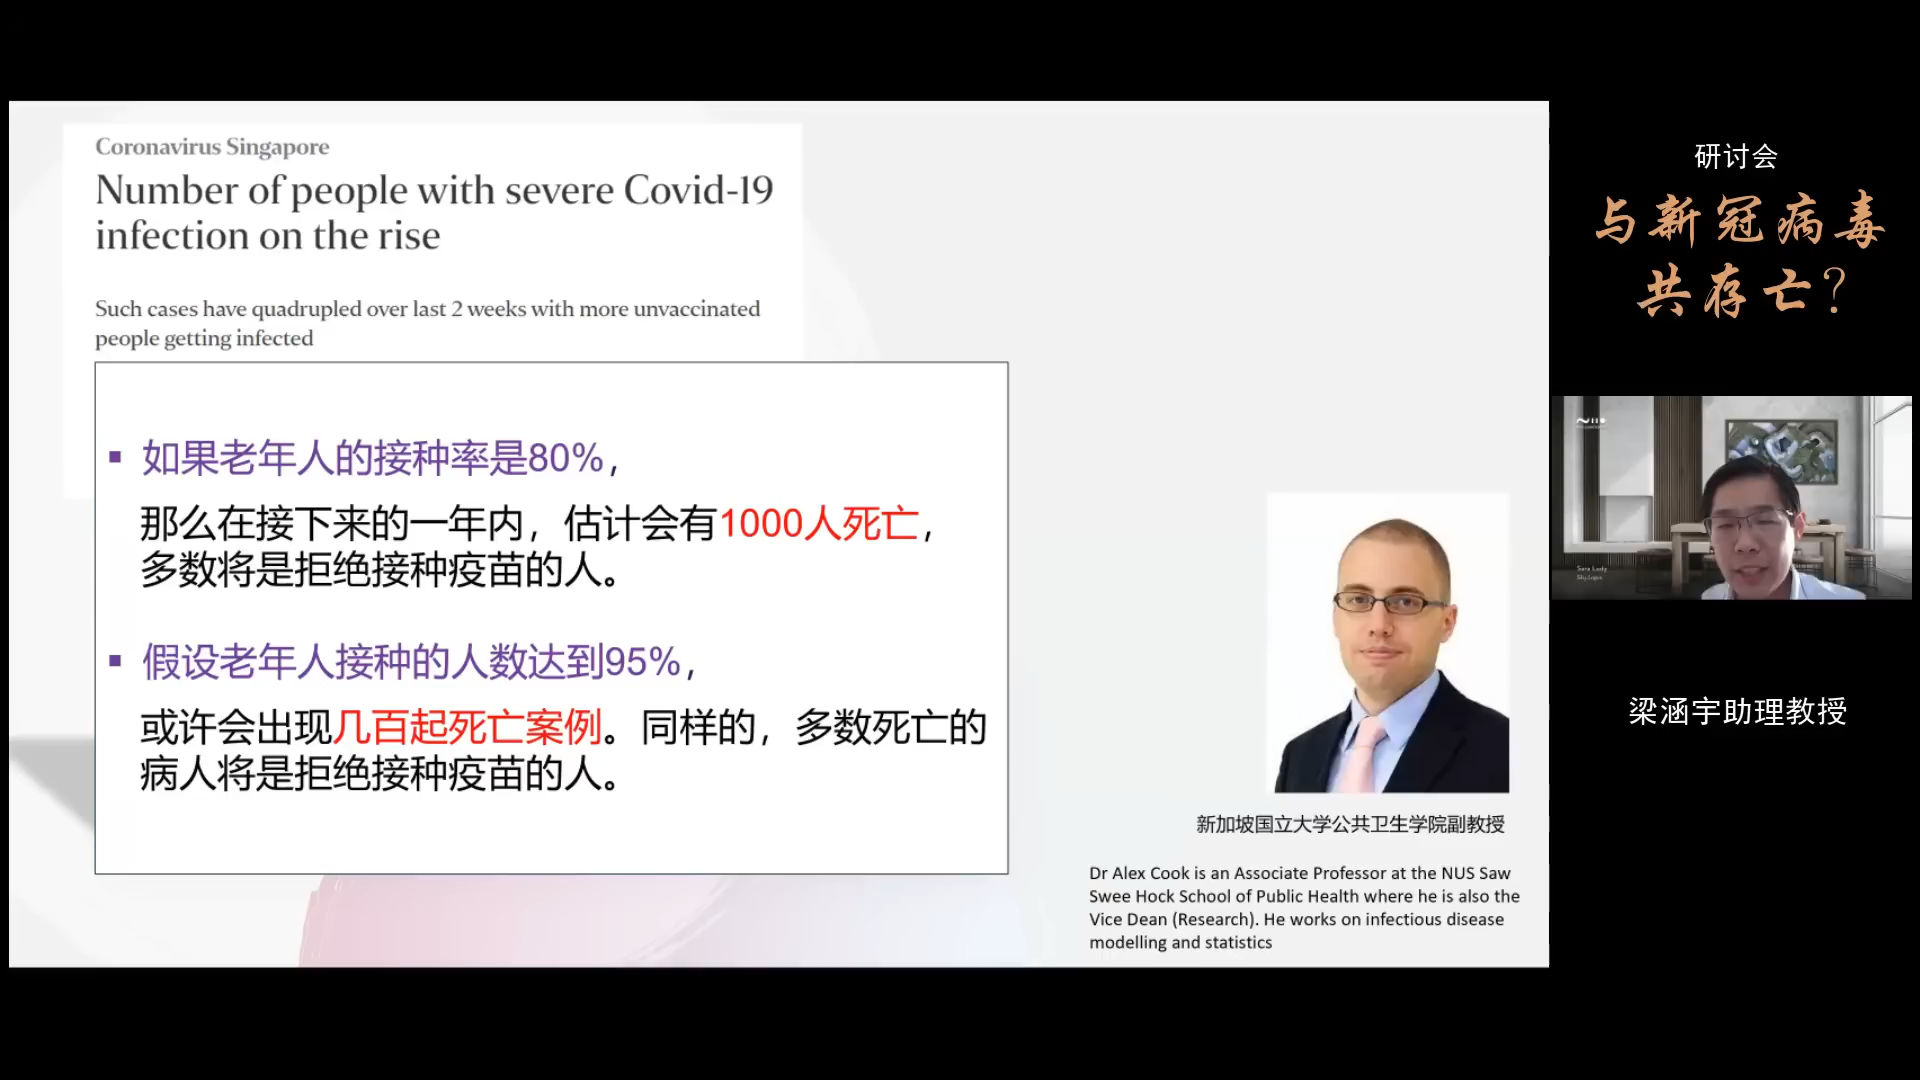 Coronavirus Singapore
Number of people with severe Covid-19
infection on the rise
Such cases have quadrupled over last 2 weeks with more unvaccinated
people getting infected
▪ 如果老年人的接种率是80%，
那么在接下来的一年内，估计会有1000人死亡，
多数将是拒绝接种疫苗的人。
▪ 假设老年人接种的人数达到95%，
或许会出现几百起死亡案例。同样的，多数死亡的
病人将是拒绝接种疫苗的人。
新加坡国立大学公共卫生学院副教授
Dr Alex Cook is an Associate Professor at the NUS Saw
Swee Hock School of Public Health where he is also the
Vice Dean (Research). He works on infectious disease
modelling and statistics
研讨会
与新冠病毒
共存亡?
梁涵宇助理教授